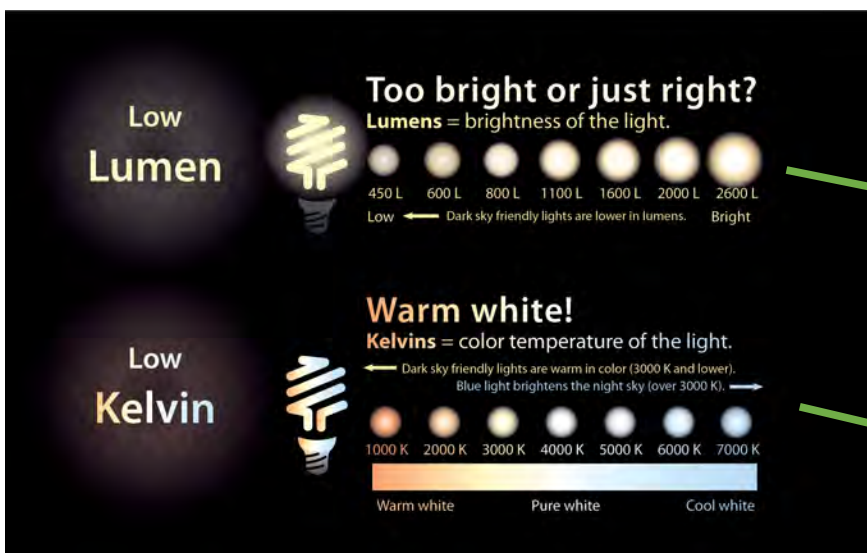 Low
Lumen
Too bright or just right?
Lumens = brightness of the light.
450 L 600 L 800 L 1100 L 1600 L 2000 L 2600 L
Low Dark sky friendly lights are lower in lumens. Bright
Low
Kelvin
Warm white!
Kelvins = color temperature of the light.
Dark sky friendly lights are warm in color (3000 K and lower).
Blue light brightens the night sky (over 3000 K).
1000 K 2000 K 3000 K 4000 K 5000 K 6000 K 7000 K
Warm white Pure white Cool white